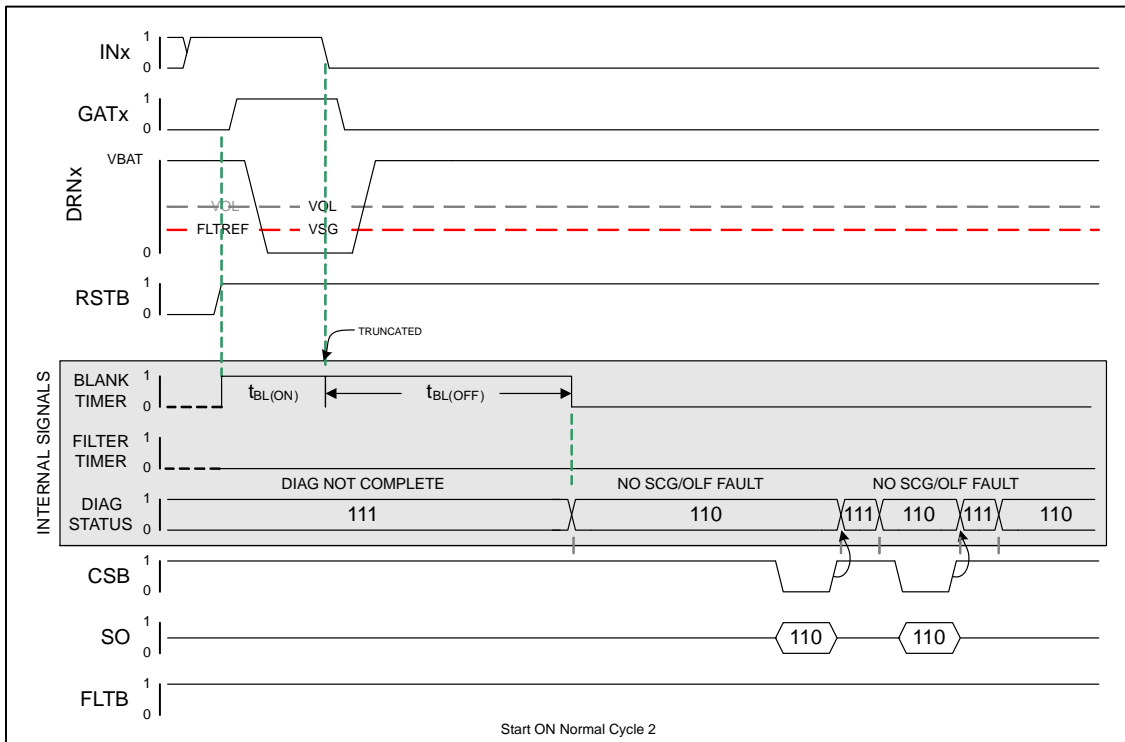 INx 1
0
GATx 1
0
DRNx VBAT
VOL VOL
FLTREF VSG
0
RSTB 1
0
TRUNCATED
INTERNAL SIGNALS
BLANK TIMER 1
0
tBL(ON) tBL(OFF)
FILTER TIMER 1
0
DIAG NOT COMPLETE NO SCG/OLF FAULT NO SCG/OLF FAULT
DIAG STATUS 1
0
111 110 111 110 111 110
CSB 1
0
SO 1
0
110 110
FLTB 1
0
Start ON Normal Cycle 2